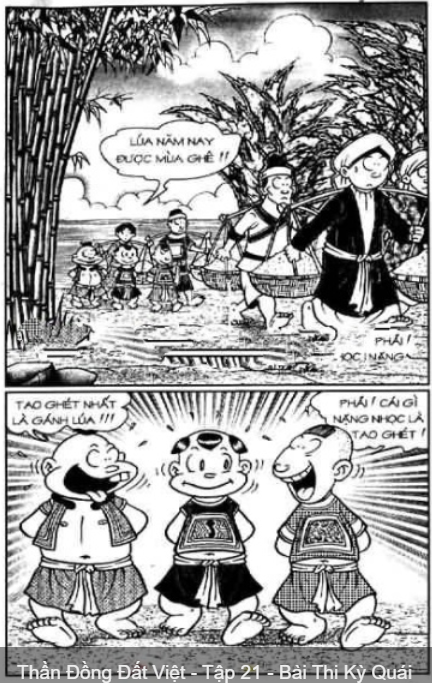 LÚA NĂM NAY
ĐƯỢC MÙA GHÊ !!
PHẢI !
NẶNG
TAO GHÉT NHẤT
LÀ GÁNH LÚA !!!
PHẢI ! CÁI GÌ
NẶNG NHỌC LÀ
TAO GHÉT !
Thần Đồng Đất Việt - Tập 21 - Bài Thi Kỳ Quái